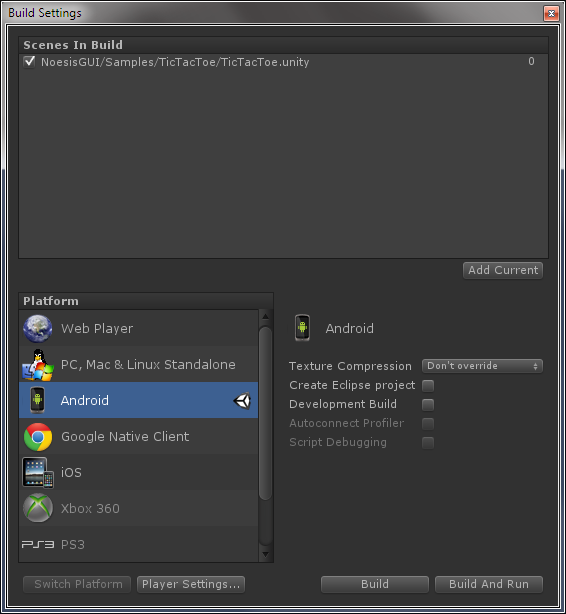 Build Settings
Scenes In Build
NoesisGUI/Samples/TicTacToe/TicTacToe.unity 0
Add Current
Platform
Web Player
PC, Mac & Linux Standalone
Android
Google Native Client
iOS
Xbox 360
PS3 PS3
Android
Texture Compression Don't override
Create Eclipse project
Development Build
Autoconnect Profiler
Script Debugging
Switch Platform Player Settings... Build Build And Run